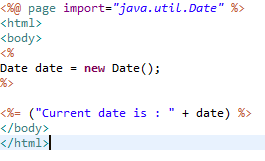 <%@ page import="java.util.Date" %>
<html>
<body>
<%
Date date = new Date();
%>
<%= ("Current date is : " + date) %>
</body>
</html>